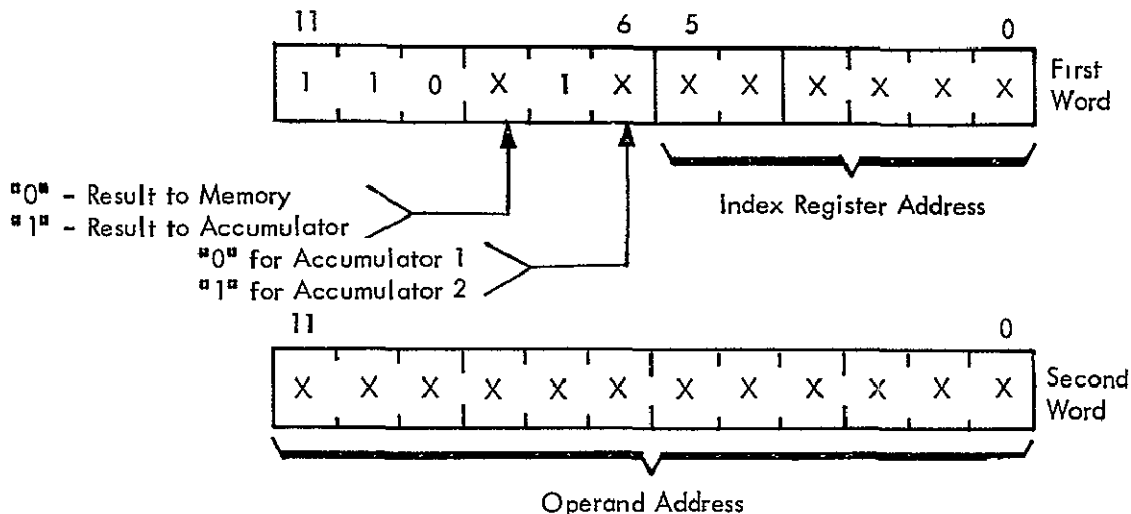 11 6 5 0
1 1 0 X 1 X X X X X X X
First
Word
"0" - Result to Memory
"1" - Result to Accumulator
Index Register Address
"0" for Accumulator 1
"1" for Accumulator 2
11 0
X X X X X X X X X X X X
Second
Word
Operand Address